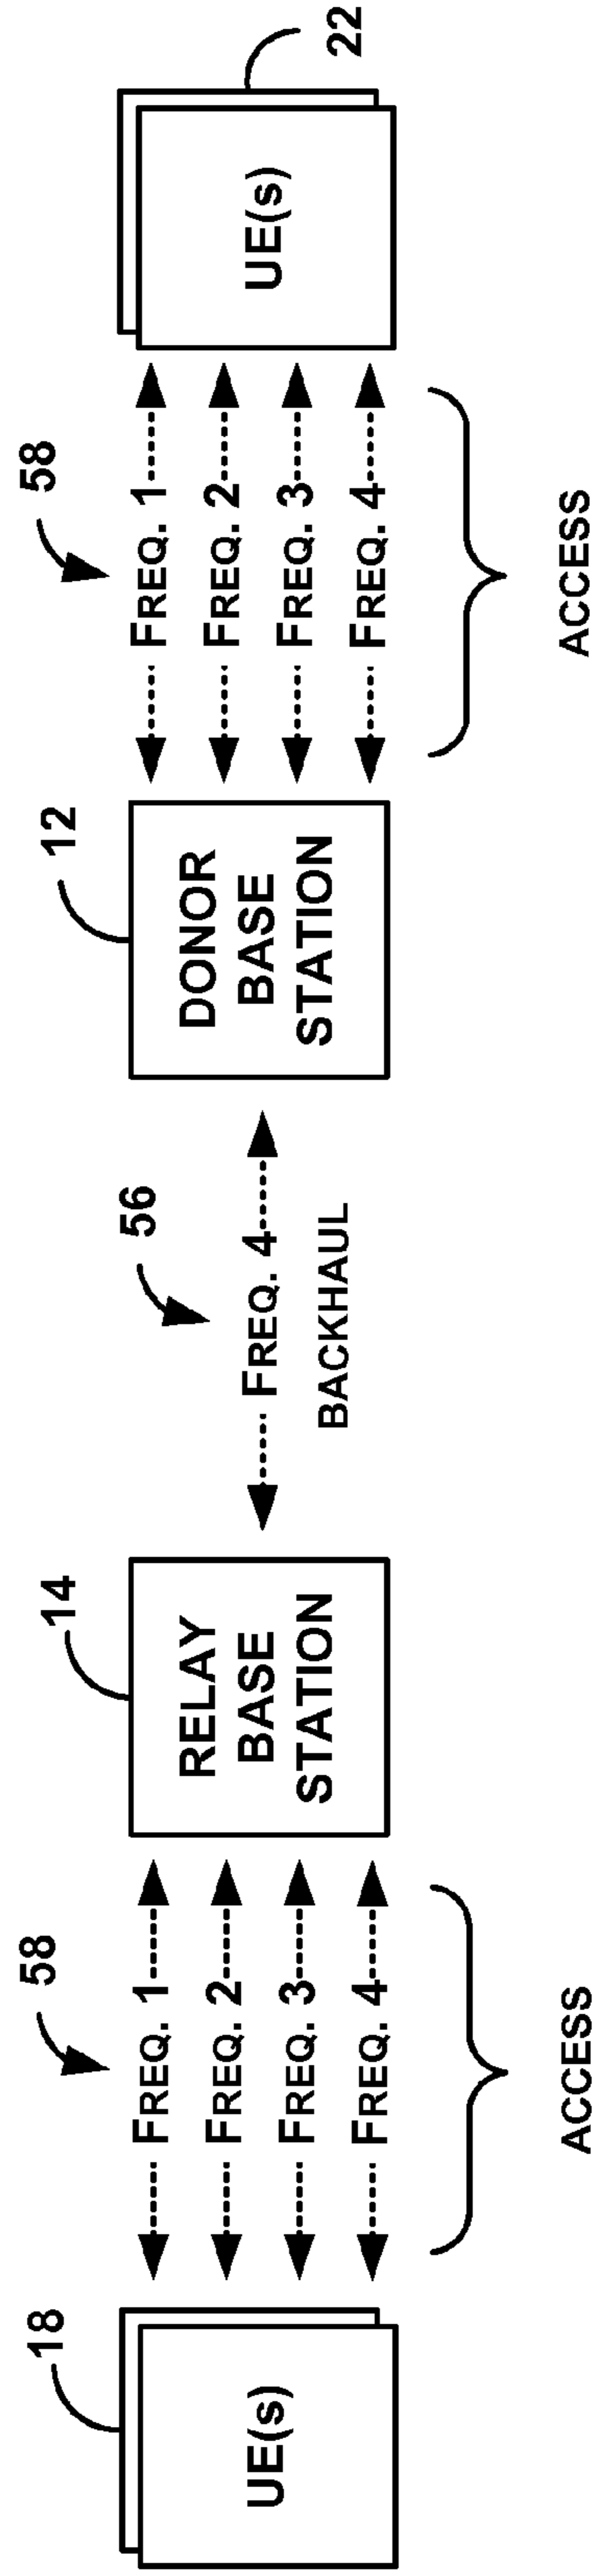 18
UE(s)
58
FREQ. 1
FREQ. 2
FREQ. 3
FREQ. 4
ACCESS
14
RELAY
BASE
STATION
56
FREQ. 4
BACKHAUL
12
DONOR
BASE
STATION
58
FREQ. 1
FREQ. 2
FREQ. 3
FREQ. 4
ACCESS
22
UE(s)